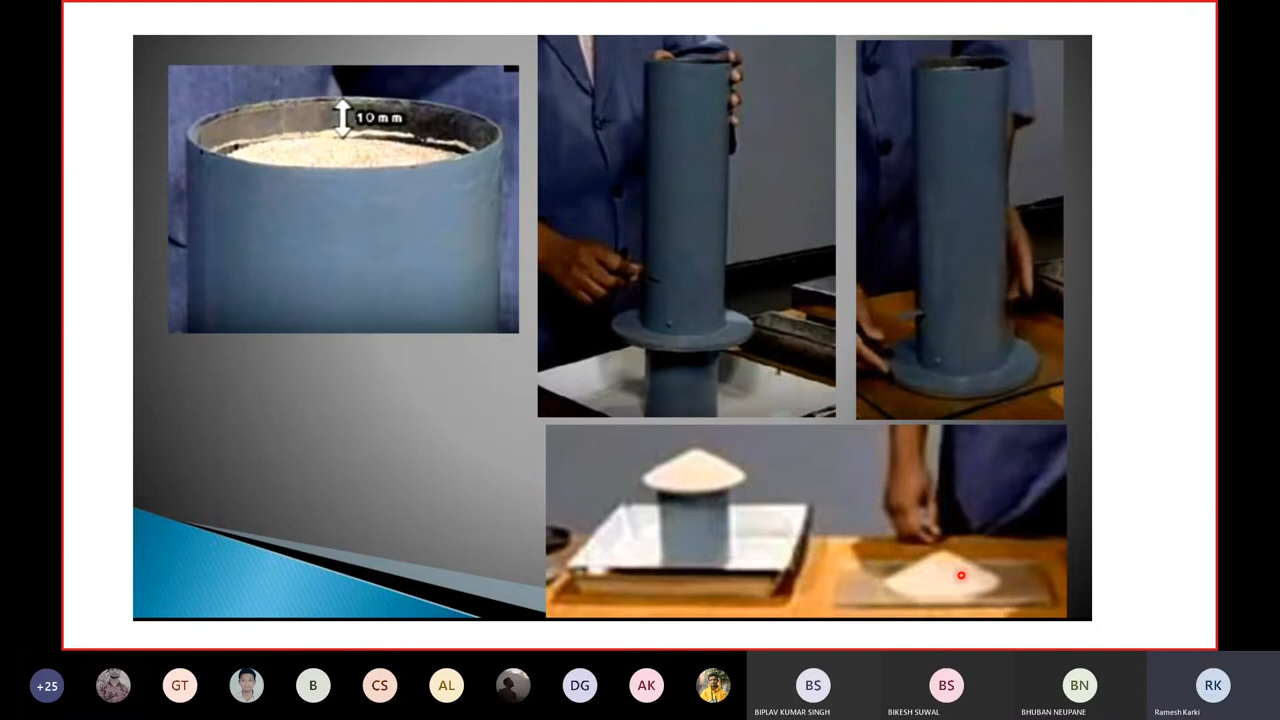 10 mm
+25
GT
B
CS
AL
DG
AK
BS
BIPLAV KUMAR SINGH
BS
BIKESH SUWAL
BN
BHUBAN NEUPANE
RK
Ramesh Karki